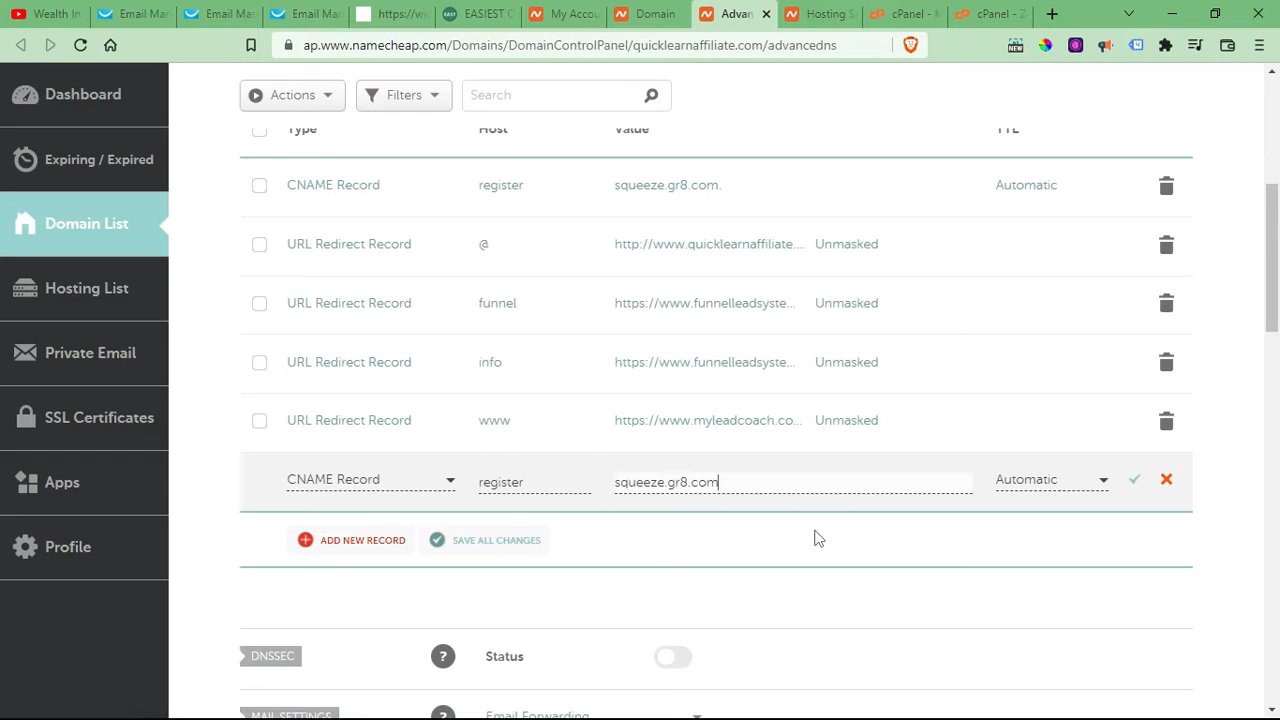 Wealth In
Email Man
Email Mas
Email Mas
https://we
EASIEST C
My Accou
Domain
Advan
Hosting S
cPanel - M
cPanel - Z
ap.www.namecheap.com/Domains/DomainControlPanel/quicklearnaffiliate.com/advancedns
NEW
Dashboard
Expiring / Expired
Domain List
Hosting List
Private Email
SSL Certificates
Apps
Profile
Actions
Filters
Search
Type Host Value TTL
CNAME Record register squeeze.gr8.com. Automatic
URL Redirect Record @ http://www.quicklearnaffiliate.... Unmasked
URL Redirect Record funnel https://www.funnelleadsyste... Unmasked
URL Redirect Record info https://www.funnelleadsyste... Unmasked
URL Redirect Record www https://www.myleadcoach.co... Unmasked
CNAME Record register squeeze.gr8.com Automatic
ADD NEW RECORD SAVE ALL CHANGES
DNSSEC ? Status
MAIL SETTINGS ? Email Forwarding